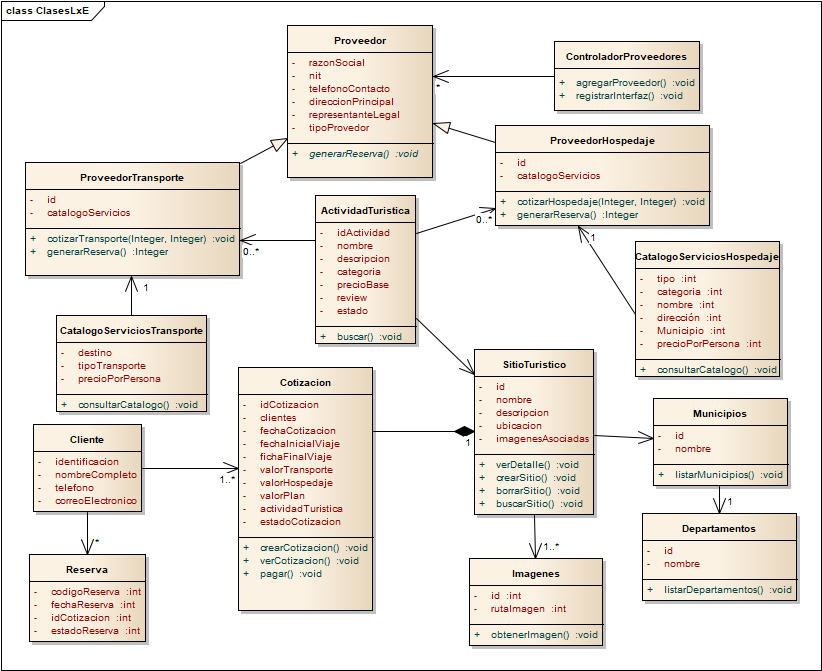 class ClasesLxE
Proveedor
- razonSocial
- nit
- telefonoContacto
- direccionPrincipal
- representanteLegal
- tipoProvedor
+ generarReserva() :void
ControladorProveedores
+ agregarProveedor() :void
+ registrarInterfaz() :void
*
ProveedorHospedaje
- id
- catalogoServicios
+ cotizarHospedaje(Integer, Integer) :void
+ generarReserva() :Integer
ProveedorTransporte
- id
- catalogoServicios
+ cotizarTransporte(Integer, Integer) :void
+ generarReserva() :Integer
ActividadTuristica
- idActividad
- nombre
- descripcion
- categoria
- precioBase
- review
- estado
+ buscar() :void
0..*
0..*
1
CatalogoServiciosHospedaje
- tipo :int
- categoria :int
- nombre :int
- dirección :int
- Municipio :int
- precioPorPersona :int
+ consultarCatalogo() :void
1
CatalogoServiciosTransporte
- destino
- tipoTransporte
- precioPorPersona
+ consultarCatalogo() :void
SitioTuristico
- id
- nombre
- descripcion
- ubicacion
- imagenesAsociadas
+ verDetalle() :void
+ crearSitio() :void
+ borrarSitio() :void
+ buscarSitio() :void
Cotizacion
- idCotizacion
- clientes
- fechaCotizacion
- fechaInicialViaje
- fichaFinalViaje
- valorTransporte
- valorHospedaje
- valorPlan
- actividadTuristica
- estadoCotizacion
+ crearCotizacion() :void
+ verCotizacion() :void
+ pagar() :void
1
Municipios
- id
- nombre
+ listarMunicipios() :void
Cliente
- identificacion
- nombreCompleto
- telefono
- correoElectronico
1..*
1
Departamentos
- id
- nombre
+ listarDepartamentos() :void
*
Reserva
- codigoReserva :int
- fechaReserva :int
- idCotizacion :int
- estadoReserva :int
1..*
Imagenes
- id :int
- rutaImagen :int
+ obtenerImagen() :void